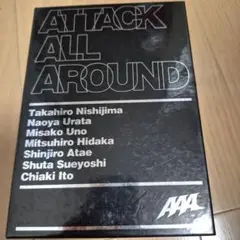 ATTACK
ALL
AROUND
Takahiro Nishijima
Naoya Urata
Misako Uno
Mitsuhiro Hidaka
Shinjiro Atae
Shuta Sueyoshi
Chiaki Ito
AAA